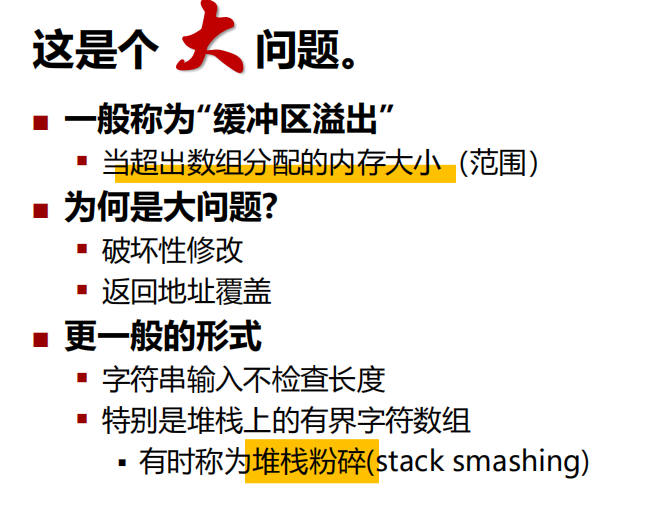 这是个 大 问题。
一般称为“缓冲区溢出”
当超出数组分配的内存大小（范围）
为何是大问题?
破坏性修改
返回地址覆盖
更一般的形式
字符串输入不检查长度
特别是堆栈上的有界字符数组
有时称为堆栈粉碎(stack smashing)